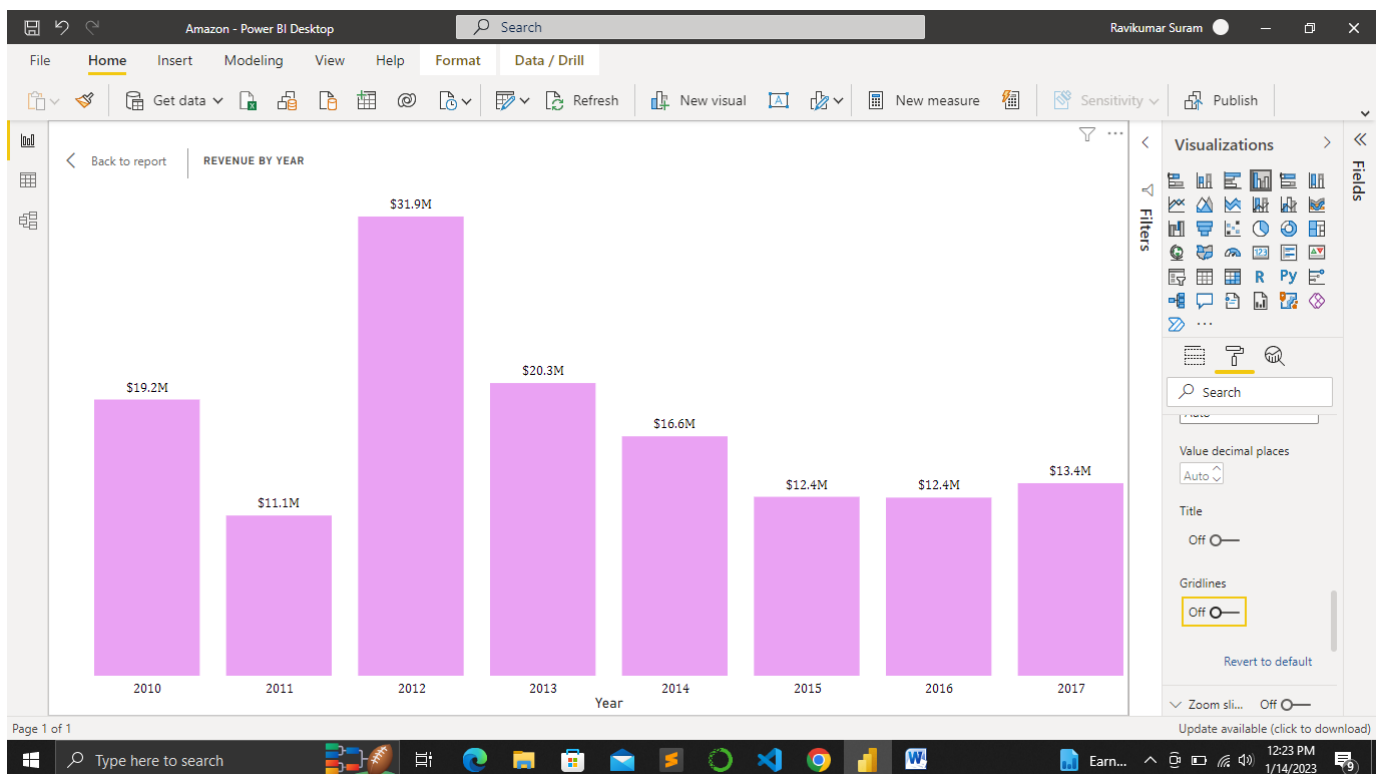 Amazon - Power BI Desktop
Search
Ravikumar Suram
File Home Insert Modeling View Help Format Data / Drill
Get data Refresh New visual A New measure Sensitivity Publish
Back to report REVENUE BY YEAR
$19.2M
$11.1M
$31.9M
$20.3M
$16.6M
$12.4M
$12.4M
$13.4M
2010 2011 2012 2013 2014 2015 2016 2017
Year
Filters
Visualizations
123
R Py
Search
Auto
Value decimal places
Auto
Title
Off
Gridlines
Off
Revert to default
Zoom sli... Off
Fields
Page 1 of 1
Update available (click to download)
Type here to search
S
W
Earn...
12:23 PM
1/14/2023
9